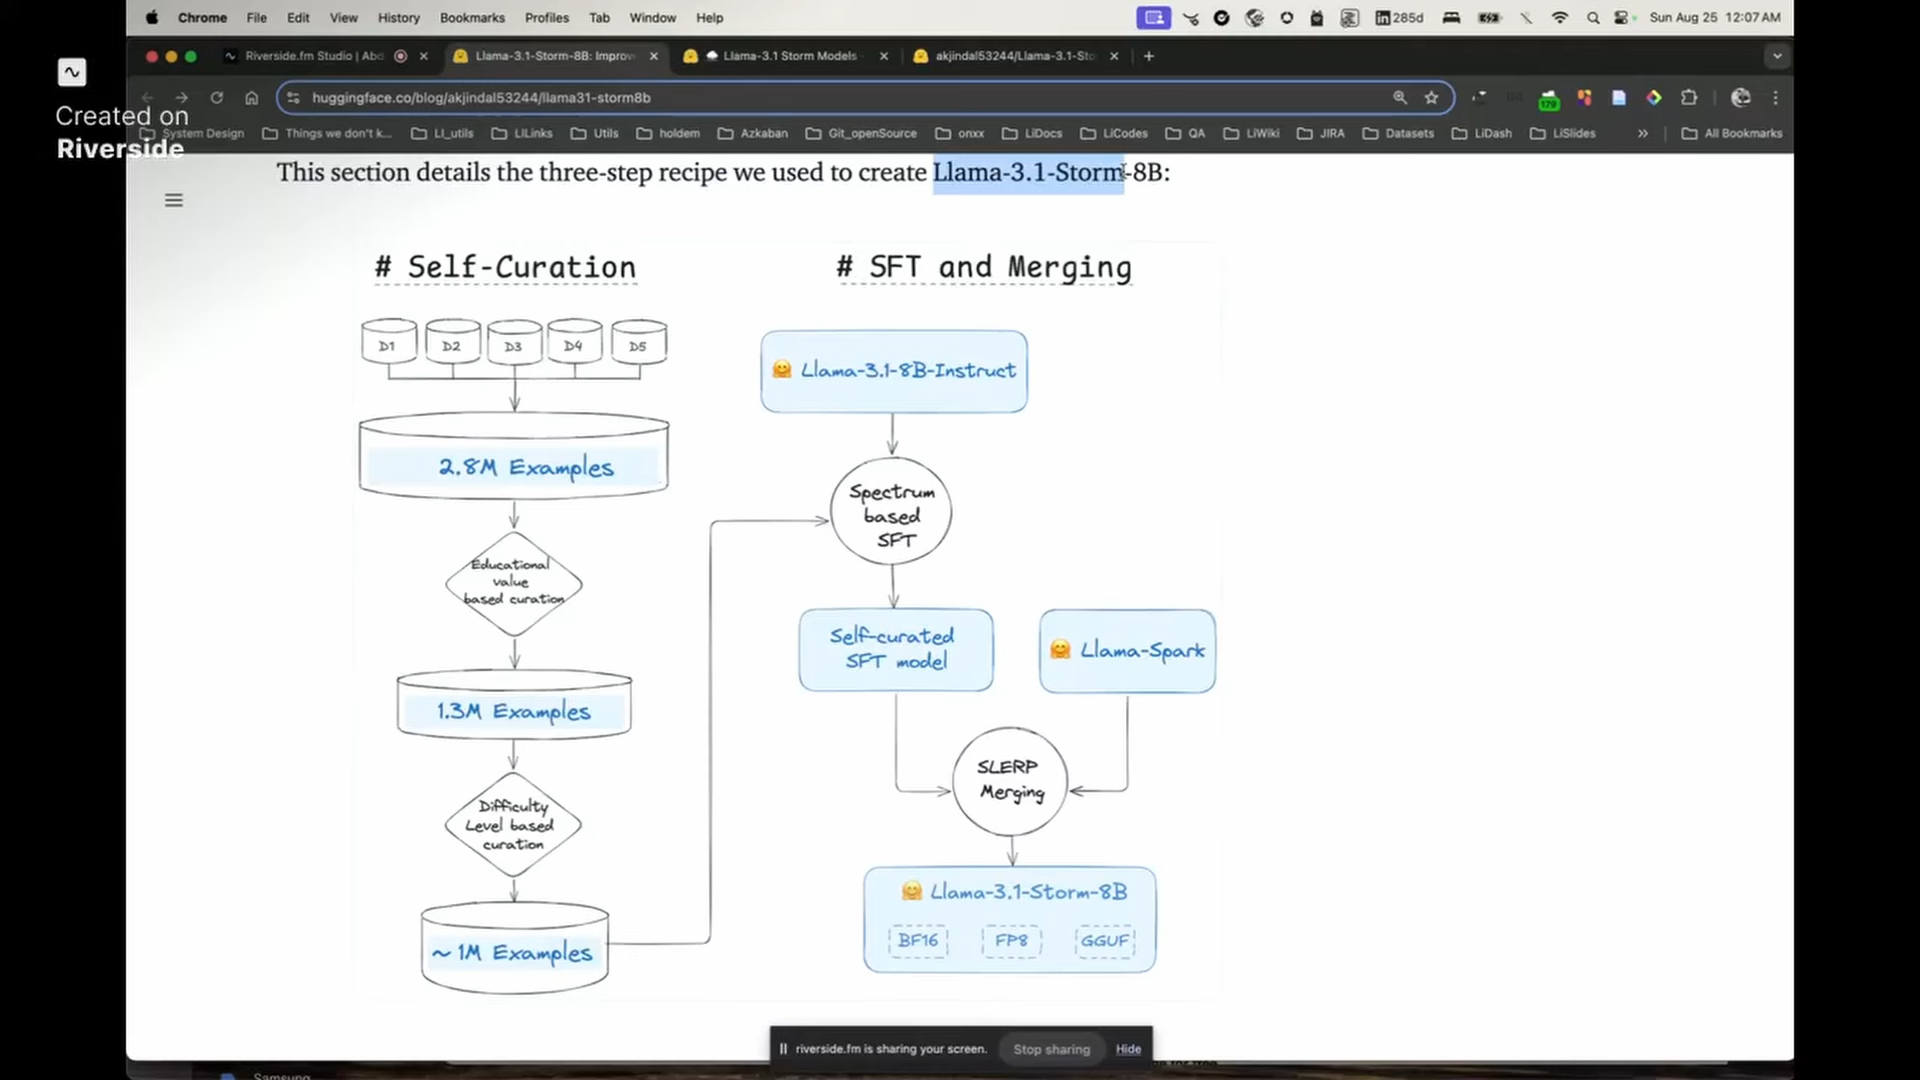 Chrome File Edit View History Bookmarks Profiles Tab Window Help
285d
Sun Aug 25 12:07 AM
Riverside.fm Studio | Abd
Llama-3.1-Storm-8B: Improv
Llama-3.1 Storm Models
akjindal53244/Llama-3.1-Sto
huggingface.co/blog/akjindal53244/llama31-storm8b
179
Created on
Riverside
System Design Things we don't k... LI_utils LILinks Utils holdem Azkaban Git_openSource onxx LiDocs LiCodes QA LiWiki JIRA Datasets LiDash LiSlides » All Bookmarks
This section details the three-step recipe we used to create Llama-3.1-Storm-8B:
# Self-Curation
D1 D2 D3 D4 D5
2.8M Examples
Educational
value
based curation
1.3M Examples
Difficulty
Level based
curation
~ 1M Examples
# SFT and Merging
Llama-3.1-8B-Instruct
Spectrum
based
SFT
Self-curated
SFT model
Llama-Spark
SLERP
Merging
Llama-3.1-Storm-8B
BF16 FP8 GGUF
riverside.fm is sharing your screen. Stop sharing Hide
Samsung